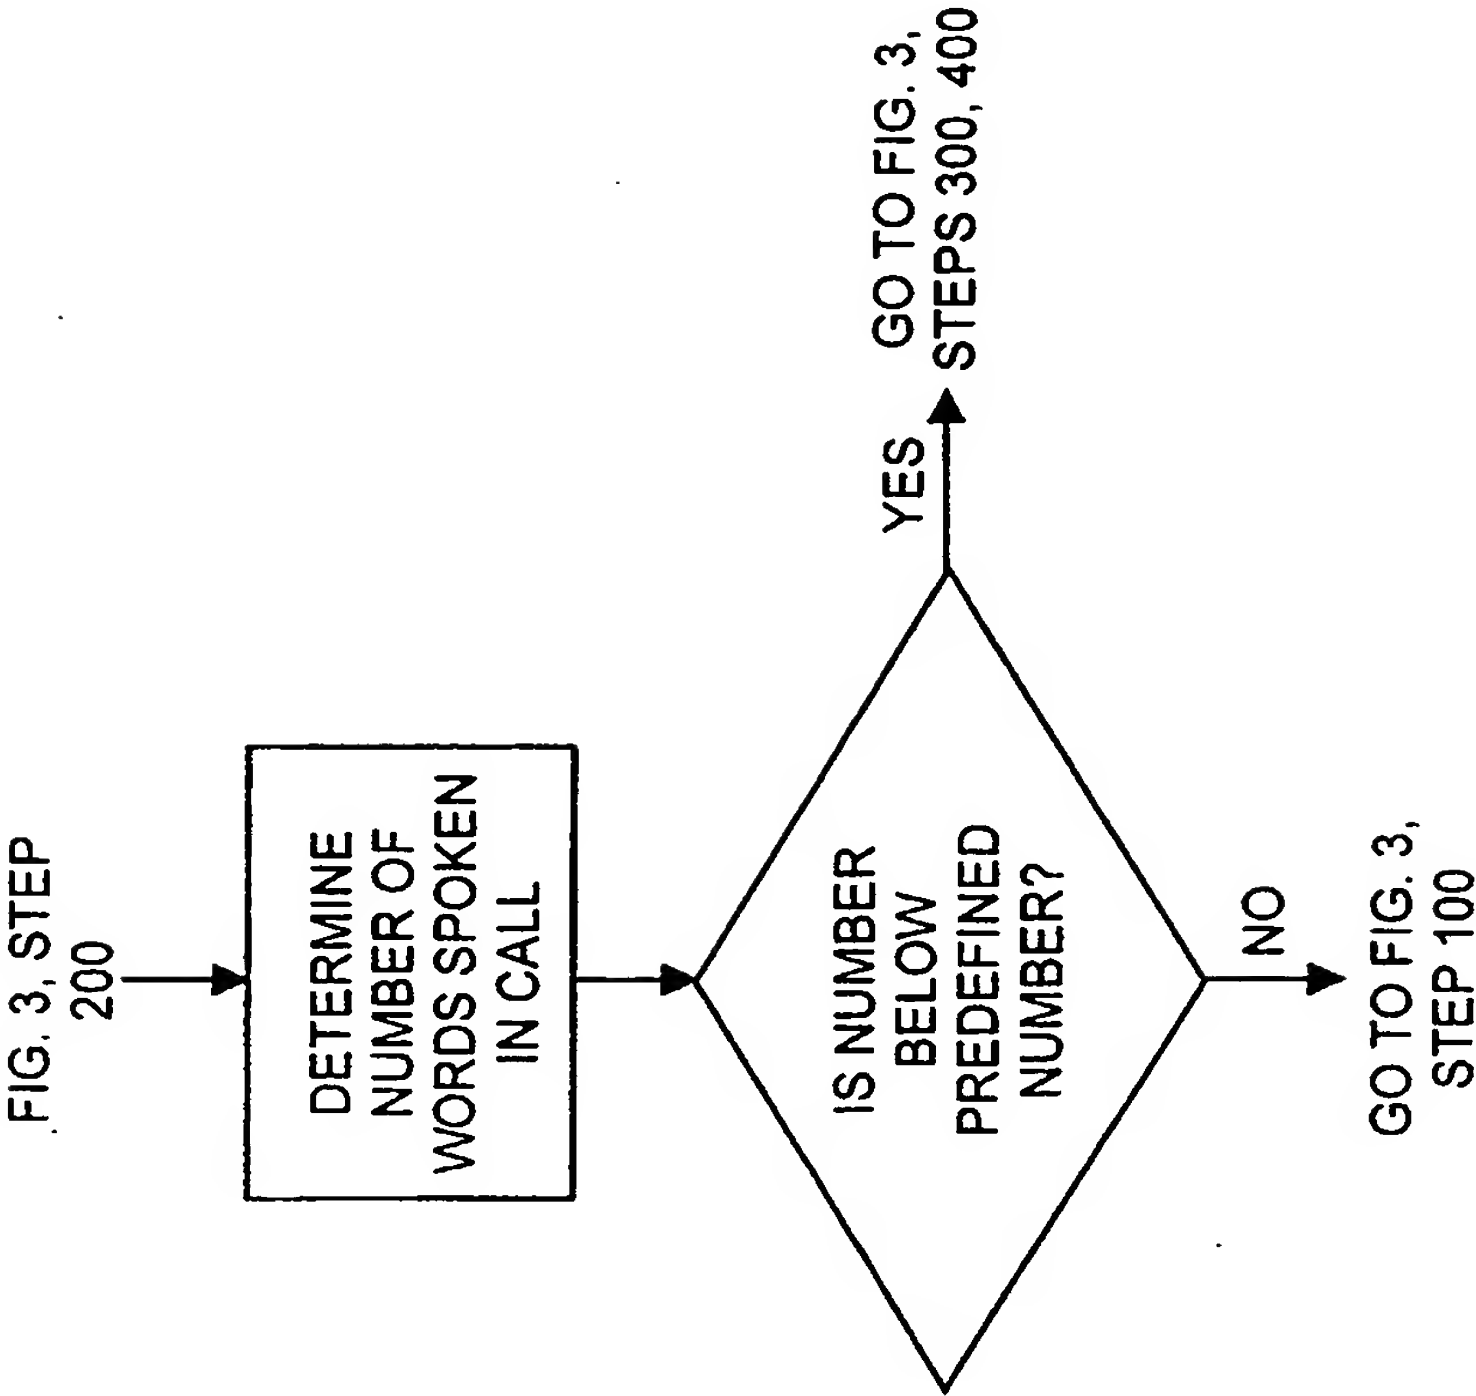 FIG. 3, STEP
200
DETERMINE
NUMBER OF
WORDS SPOKEN
IN CALL
IS NUMBER
BELOW
PREDEFINED
NUMBER?
YES
GO TO FIG. 3,
STEPS 300, 400
NO
GO TO FIG. 3,
STEP 100